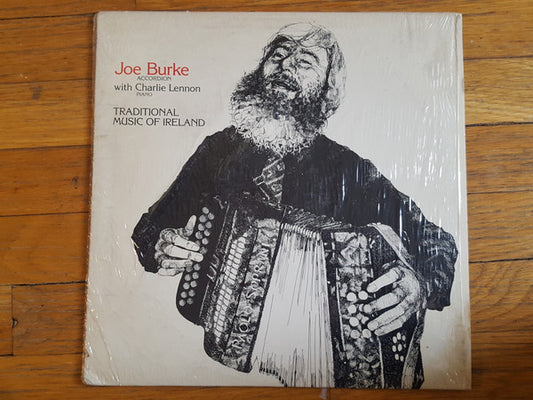 Joe Burke
ACCORDION
with Charlie Lennon
PIANO
TRADITIONAL
MUSIC OF IRELAND